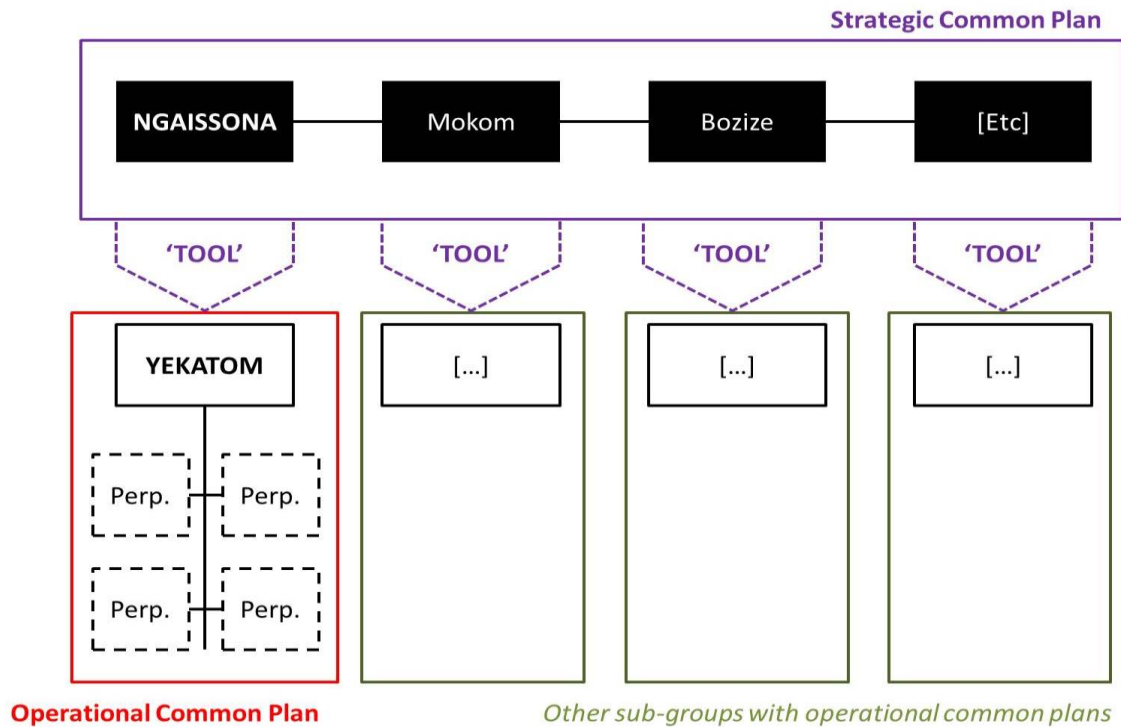 Strategic Common Plan
NGAISSONA
Mokom
Bozize
[Etc]
‘TOOL’
‘TOOL’
‘TOOL’
‘TOOL’
YEKATOM
[...]
[...]
[...]
Perp.
Perp.
Perp.
Perp.
Operational Common Plan
Other sub-groups with operational common plans